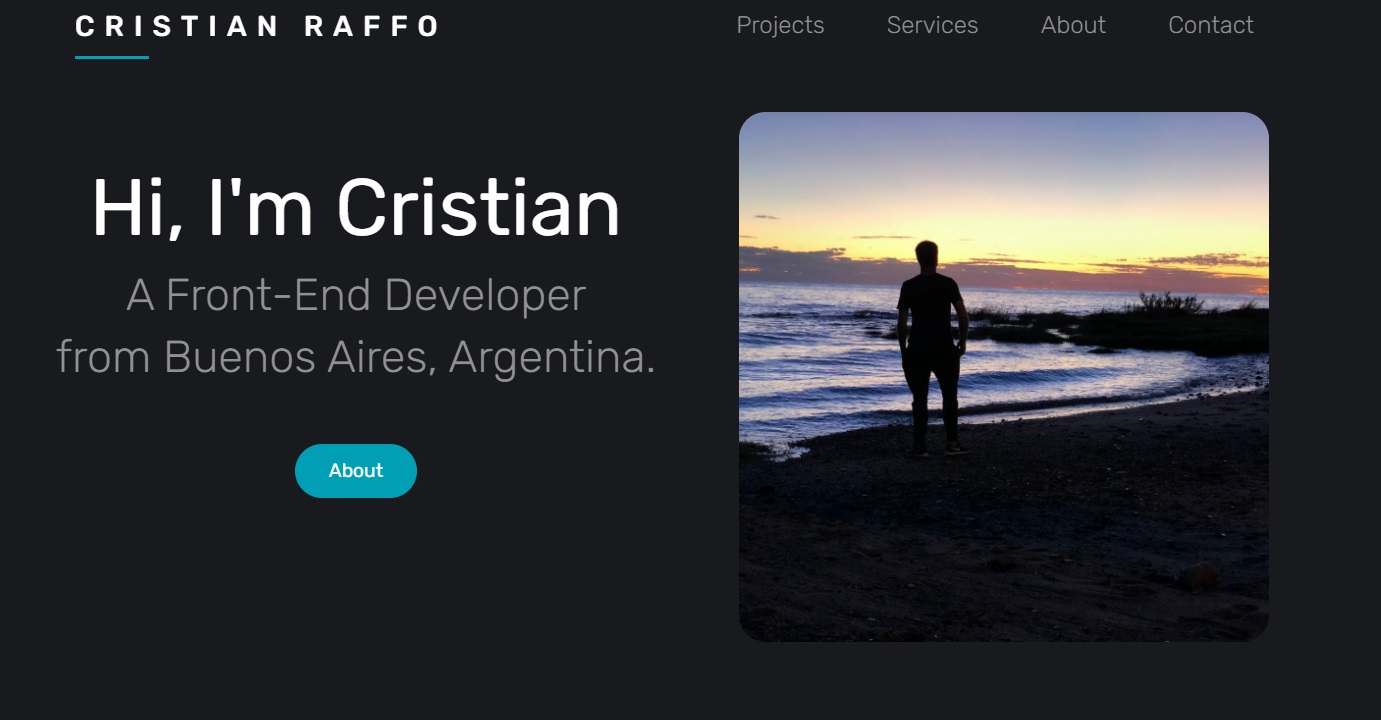 CRISTIAN RAFFO
Projects Services About Contact
Hi, I'm Cristian
A Front-End Developer
from Buenos Aires, Argentina.
About